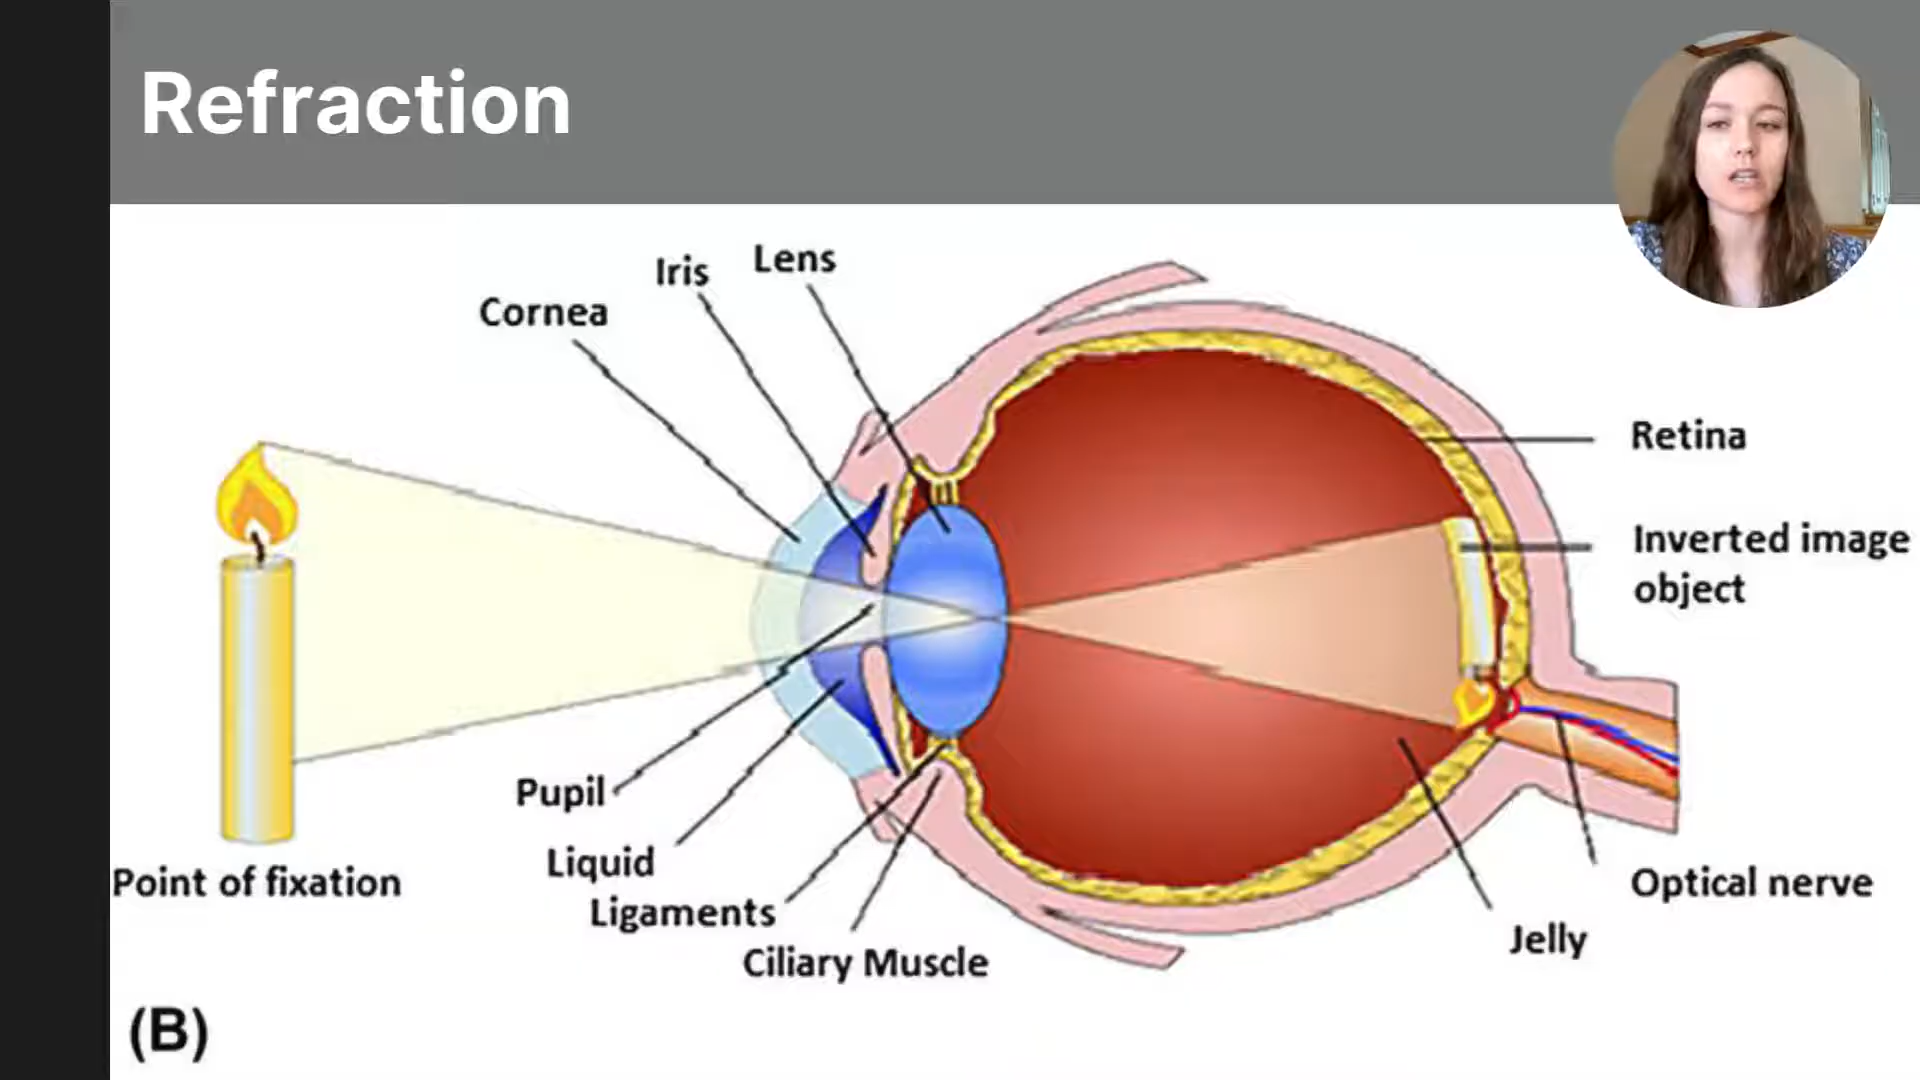 Refraction
Lens
Iris
Cornea
Retina
Inverted image
object
Pupil
Liquid
Point of fixation
Ligaments
Optical nerve
Ciliary Muscle
Jelly
(B)